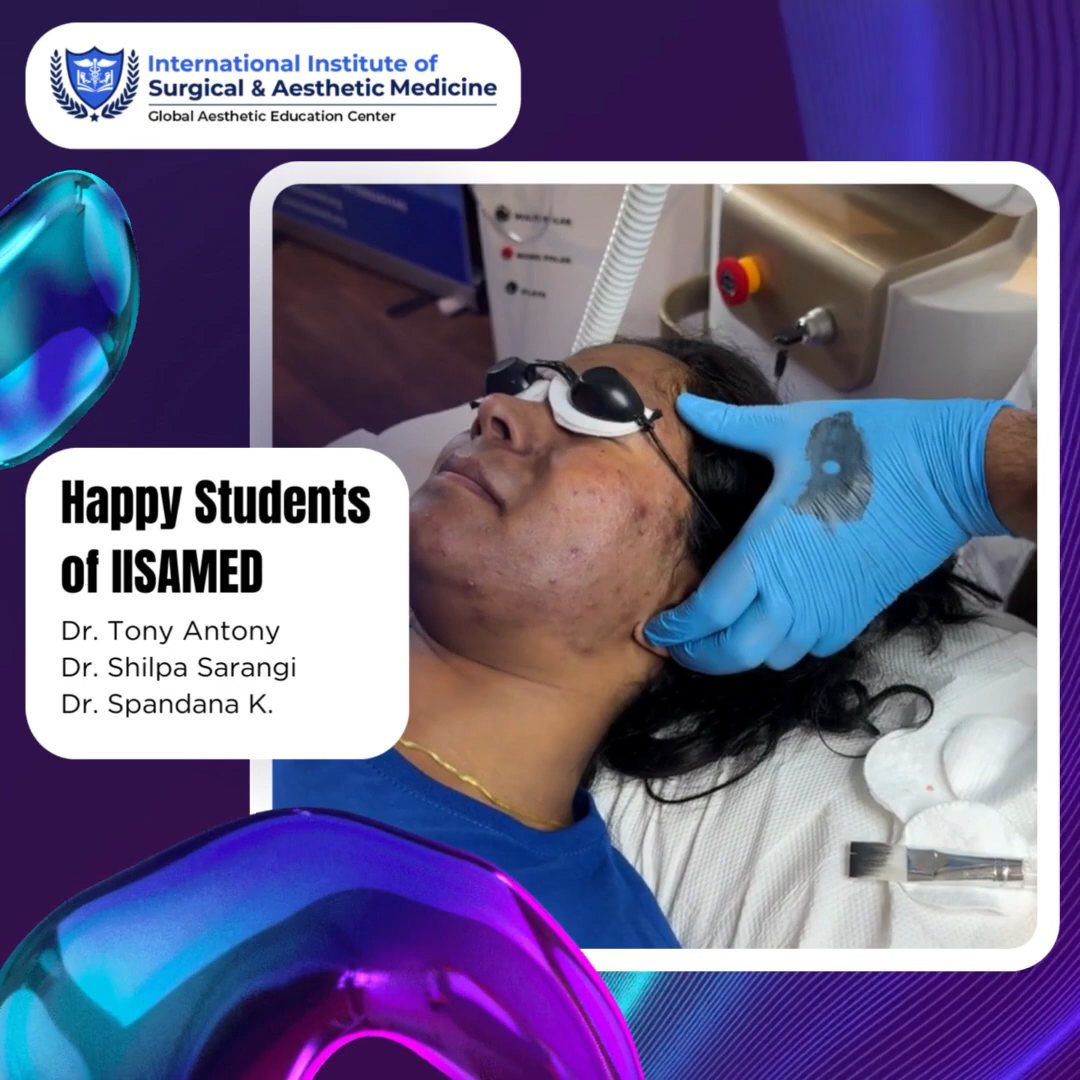 International Institute of
Surgical & Aesthetic Medicine
Global Aesthetic Education Center
Happy Students
of IISAMED
Dr. Tony Antony
Dr. Shilpa Sarangi
Dr. Spandana K.